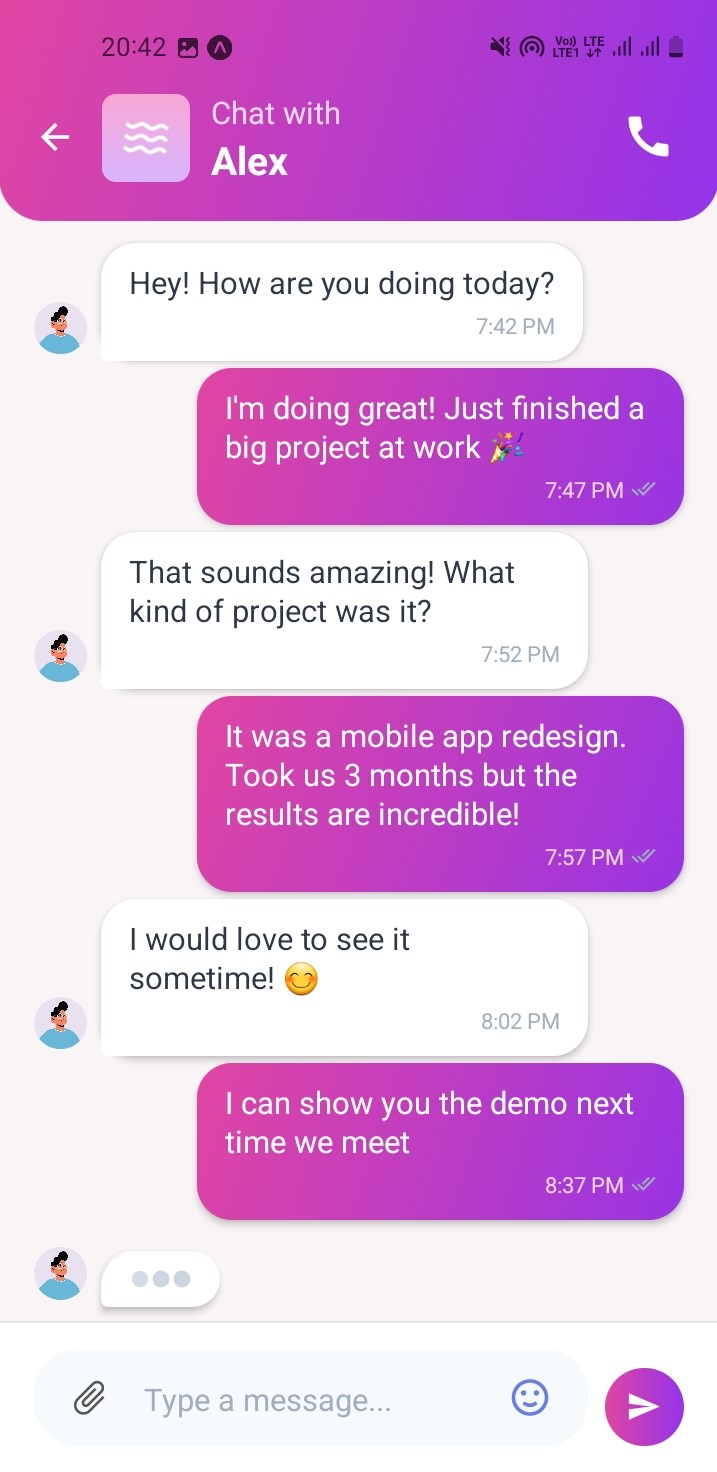 20:42
Vo)) LTE
LTE1
Chat with
Alex
Hey! How are you doing today?
7:42 PM
I'm doing great! Just finished a
big project at work 🎉
7:47 PM
That sounds amazing! What
kind of project was it?
7:52 PM
It was a mobile app redesign.
Took us 3 months but the
results are incredible!
7:57 PM
I would love to see it
sometime! 😊
8:02 PM
I can show you the demo next
time we meet
8:37 PM
Type a message...